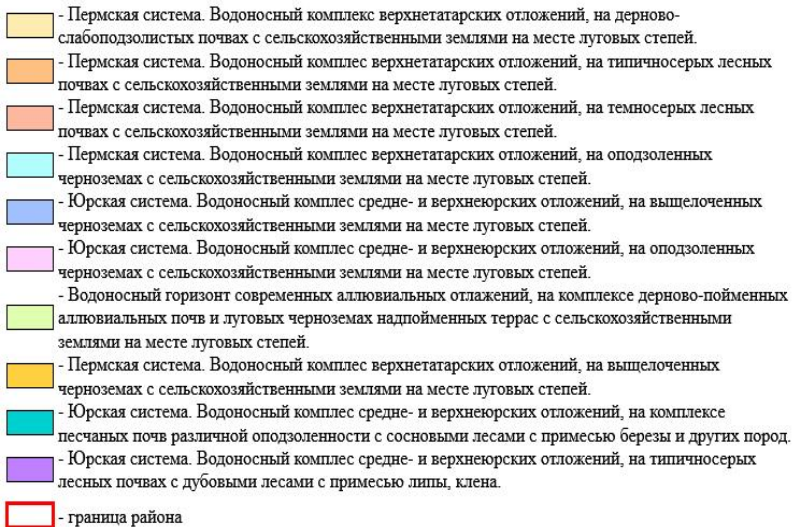 - Пермская система. Водоносный комплекс верхнетатарских отложений, на дерново-
слабоподзолистых почвах с сельскохозяйственными землями на месте луговых степей.
- Пермская система. Водоносный комплес верхнетатарских отложений, на типичносерых лесных
почвах с сельскохозяйственными землями на месте луговых степей.
- Пермская система. Водоносный комплес верхнетатарских отложений, на темносерых лесных
почвах с сельскохозяйственными землями на месте луговых степей.
- Пермская система. Водоносный комплес верхнетатарских отложений, на оподзоленных
черноземах с сельскохозяйственными землями на месте луговых степей.
- Юрская система. Водоносный комплес средне- и верхнеюрских отложений, на выщелоченных
черноземах с сельскохозяйственными землями на месте луговых степей.
- Юрская система. Водоносный комплес средне- и верхнеюрских отложений, на оподзоленных
черноземах с сельскохозяйственными землями на месте луговых степей.
- Водоносный горизонт современных аллювиальных отлажений, на комплексе дерново-пойменных
аллювиальных почв и луговых черноземах надпойменных террас с сельскохозяйственными
землями на месте луговых степей.
- Пермская система. Водоносный комплес верхнетатарских отложений, на выщелоченных
черноземах с сельскохозяйственными землями на месте луговых степей.
- Юрская система. Водоносный комплес средне- и верхнеюрских отложений, на комплексе
песчаных почв различной оподзоленности с сосновыми лесами с примесью березы и других пород.
- Юрская система. Водоносный комплес средне- и верхнеюрских отложений, на типичносерых
лесных почвах с дубовыми лесами с примесью липы, клена.
- граница района